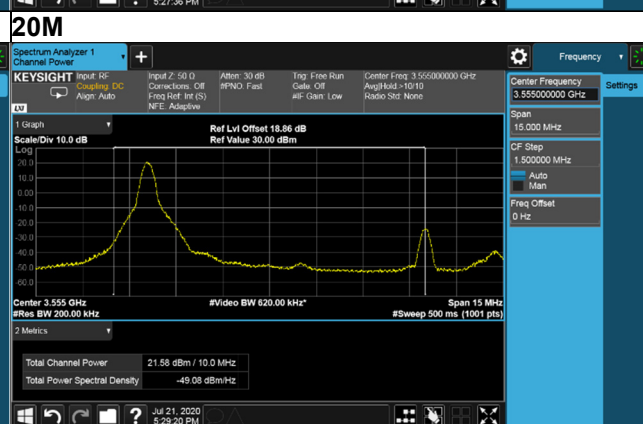 5:27:36 PM
20M
Spectrum Analyzer 1
Channel Power
Frequency
KEYSIGHT
Input: RF
Coupling: DC
Align: Auto
Input Z: 50 Ω
Corrections: Off
Freq Ref: Int (S)
NFE: Adaptive
Atten: 30 dB
#PNO: Fast
Trig: Free Run
Gate: Off
#IF Gain: Low
Center Freq: 3.555000000 GHz
Avg|Hold:>10/10
Radio Std: None
LXI
Center Frequency
3.555000000 GHz
Settings
Span
15.000 MHz
CF Step
1.500000 MHz
Auto
Man
Freq Offset
0 Hz
1 Graph
Scale/Div 10.0 dB
Ref Lvl Offset 18.86 dB
Ref Value 30.00 dBm
Log
20.0
10.0
0.00
-10.0
-20.0
-30.0
-40.0
-50.0
-60.0
Center 3.555 GHz
#Video BW 620.00 kHz*
Span 15 MHz
#Res BW 200.00 kHz
#Sweep 500 ms (1001 pts)
2 Metrics
Total Channel Power 21.58 dBm / 10.0 MHz
Total Power Spectral Density -49.08 dBm/Hz
?
Jul 21, 2020
5:29:20 PM